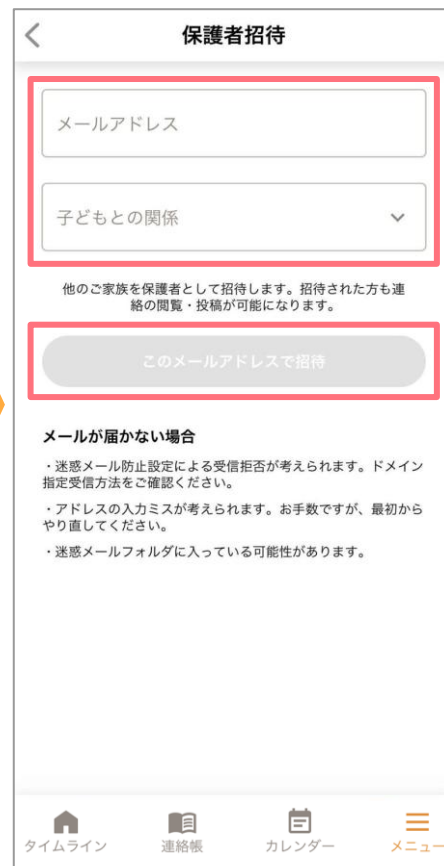 保護者招待
メールアドレス
子どもとの関係
他のご家族を保護者として招待します。招待された方も連
絡の閲覧・投稿が可能になります。
このメールアドレスで招待
メールが届かない場合
・迷惑メール防止設定による受信拒否が考えられます。ドメイン
指定受信方法をご確認ください。
・アドレスの入力ミスが考えられます。お手数ですが、最初から
やり直してください。
・迷惑メールフォルダに入っている可能性があります。
タイムライン
連絡帳
カレンダー
メニュー